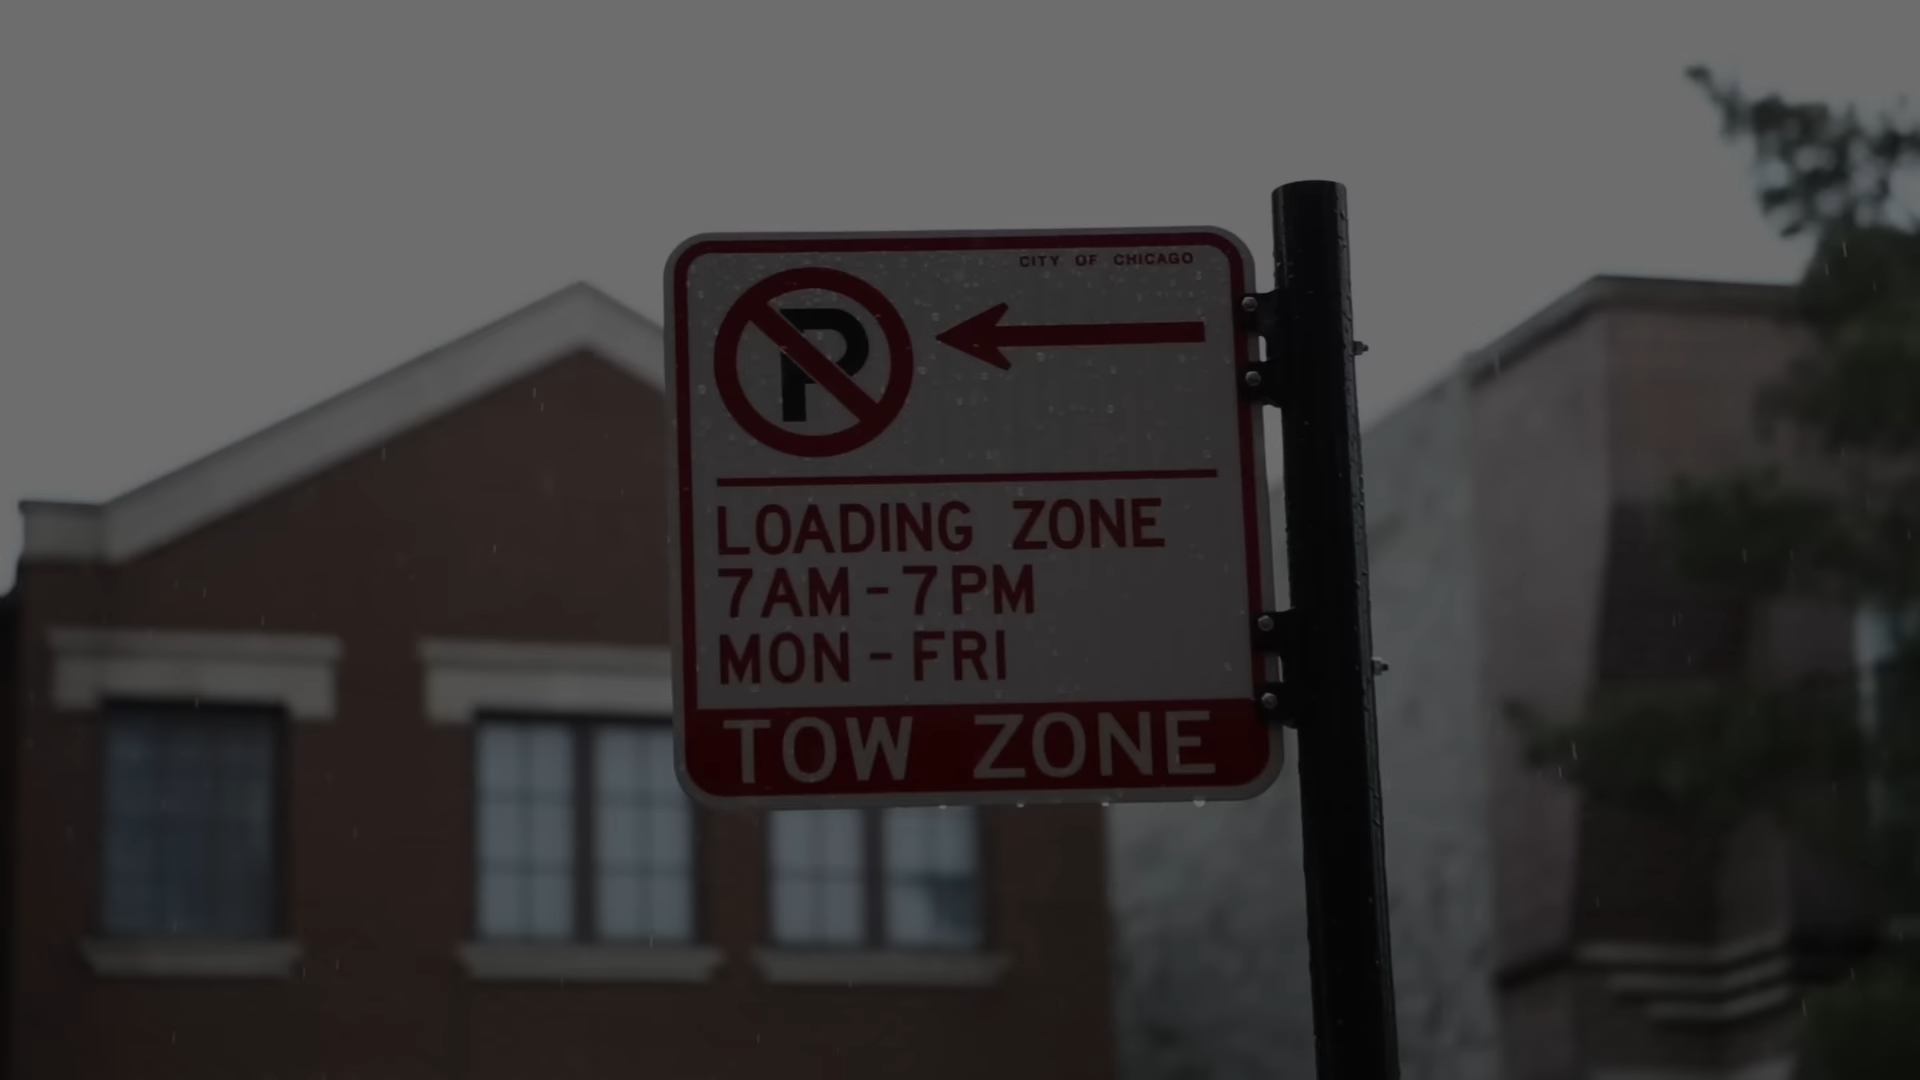 CITY OF CHICAGO
P
LOADING ZONE
7AM-7PM
MON-FRI
TOW ZONE